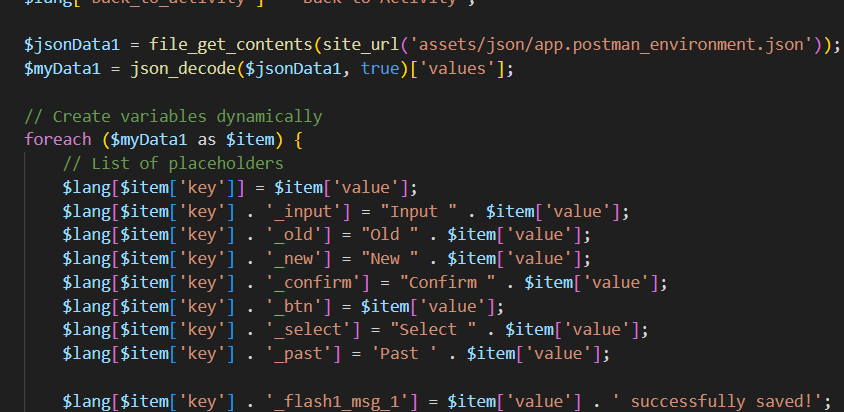 $jsonData1 = file_get_contents(site_url('assets/json/app.postman_environment.json'));
$myData1 = json_decode($jsonData1, true)['values'];
// Create variables dynamically
foreach ($myData1 as $item) {
// List of placeholders
$lang[$item['key']] = $item['value'];
$lang[$item['key'] . '_input'] = "Input " . $item['value'];
$lang[$item['key'] . '_old'] = "Old " . $item['value'];
$lang[$item['key'] . '_new'] = "New " . $item['value'];
$lang[$item['key'] . '_confirm'] = "Confirm " . $item['value'];
$lang[$item['key'] . '_btn'] = $item['value'];
$lang[$item['key'] . '_select'] = "Select " . $item['value'];
$lang[$item['key'] . '_past'] = 'Past ' . $item['value'];
$lang[$item['key'] . '_flash1_msg_1'] = $item['value'] . ' successfully saved!';